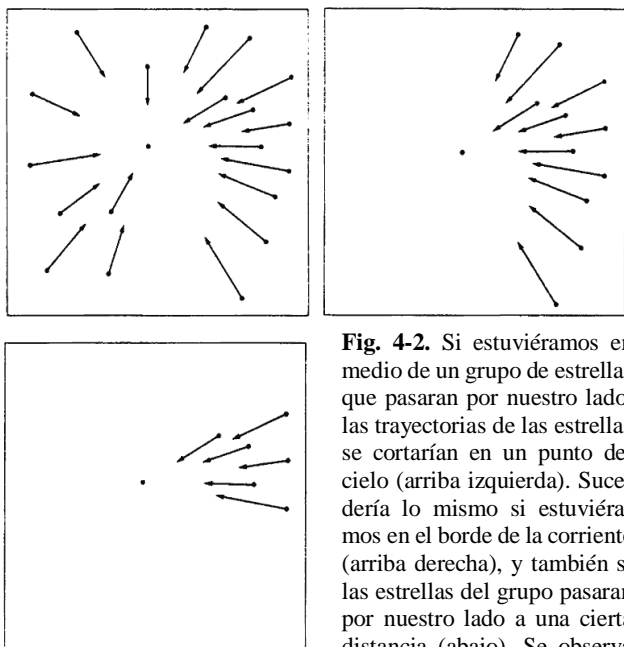 Fig. 4-2. Si estuviéramos en
medio de un grupo de estrella
que pasaran por nuestro lado
las trayectorias de las estrella
se cortarían en un punto de
cielo (arriba izquierda). Suce
dería lo mismo si estuviéra
mos en el borde de la corriente
(arriba derecha), y también s
las estrellas del grupo pasaran
por nuestro lado a una cierta
distancia (abajo). Se observa